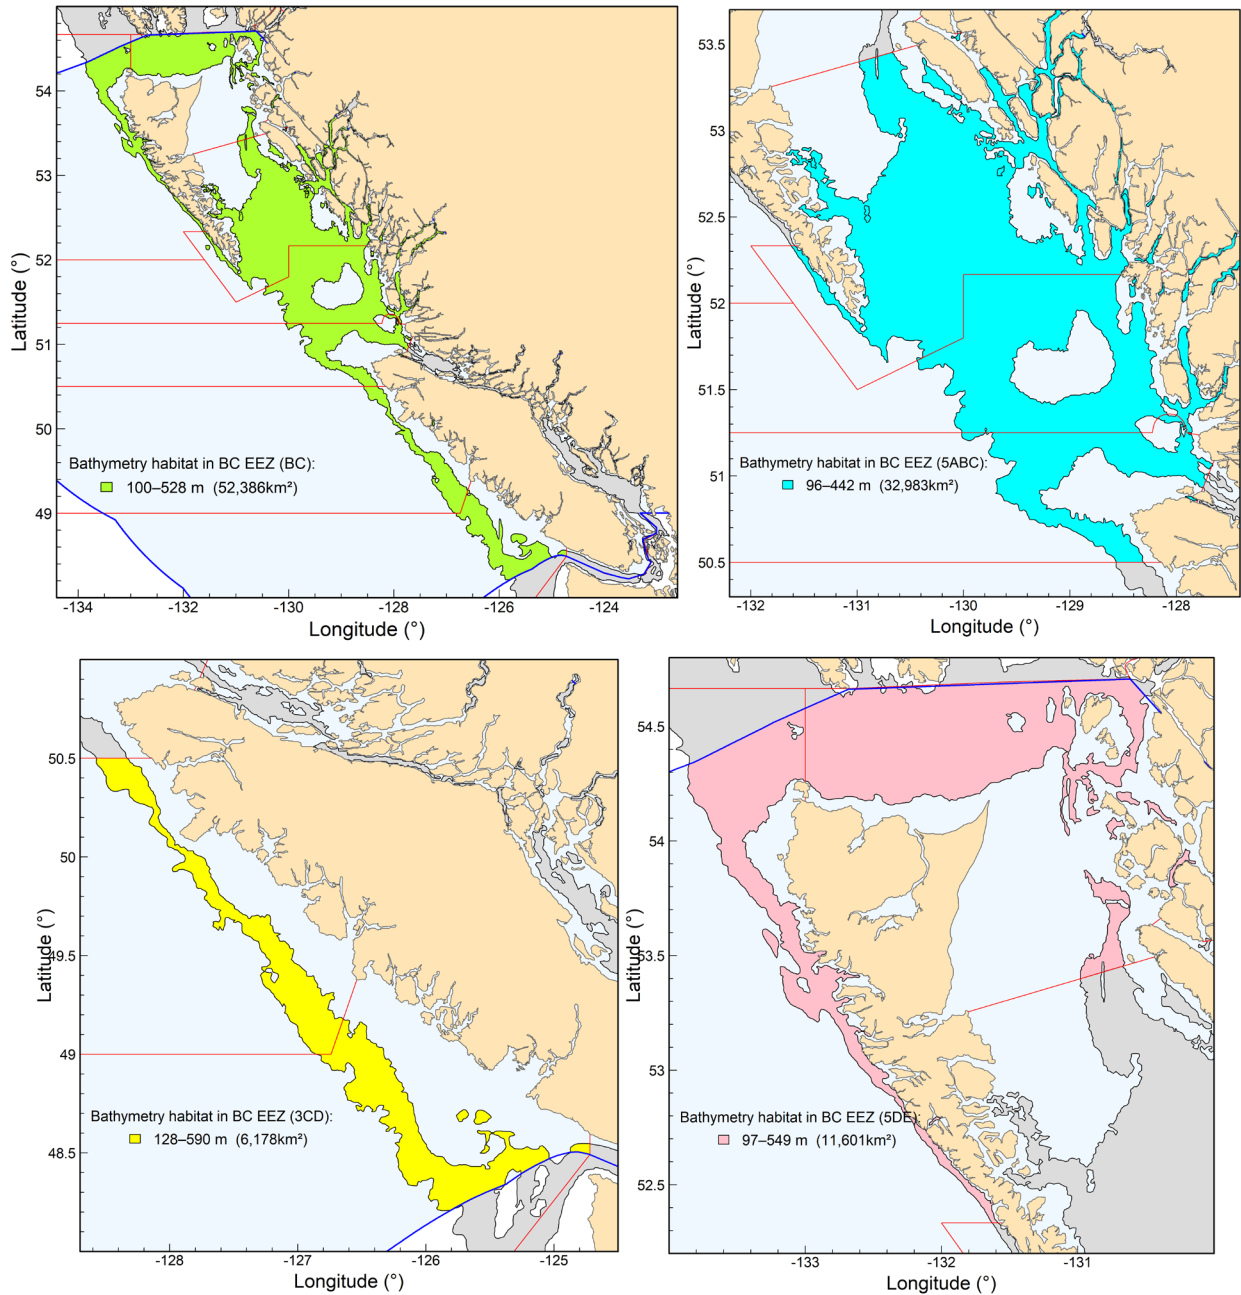 54
53
52
51
50
49
Latitude (°)
Bathymetry habitat in BC EEZ (BC):
100–528 m (52,386km²)
-134
-132
-130
-128
-126
-124
Longitude (°)
53.5
53
52.5
52
51.5
51
50.5
Latitude (°)
Bathymetry habitat in BC EEZ (5ABC):
96–442 m (32,983km²)
-132
-131
-130
-129
-128
Longitude (°)
50.5
50
49.5
49
48.5
Latitude (°)
Bathymetry habitat in BC EEZ (3CD):
128–590 m (6,178km²)
-128
-127
-126
-125
Longitude (°)
54.5
54
53.5
53
52.5
Latitude (°)
Bathymetry habitat in BC EEZ (5DE):
97–549 m (11,601km²)
-133
-132
-131
Longitude (°)